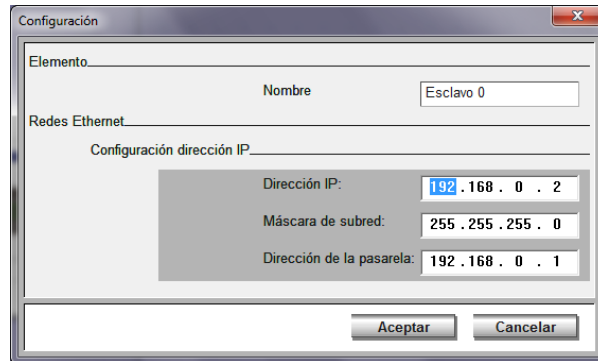 Configuración
Elemento
Nombre
Esclavo 0
Redes Ethernet
Configuración dirección IP
Dirección IP: 192 . 168 . 0 . 2
Máscara de subred: 255 . 255 . 255 . 0
Dirección de la pasarela: 192 . 168 . 0 . 1
Aceptar Cancelar